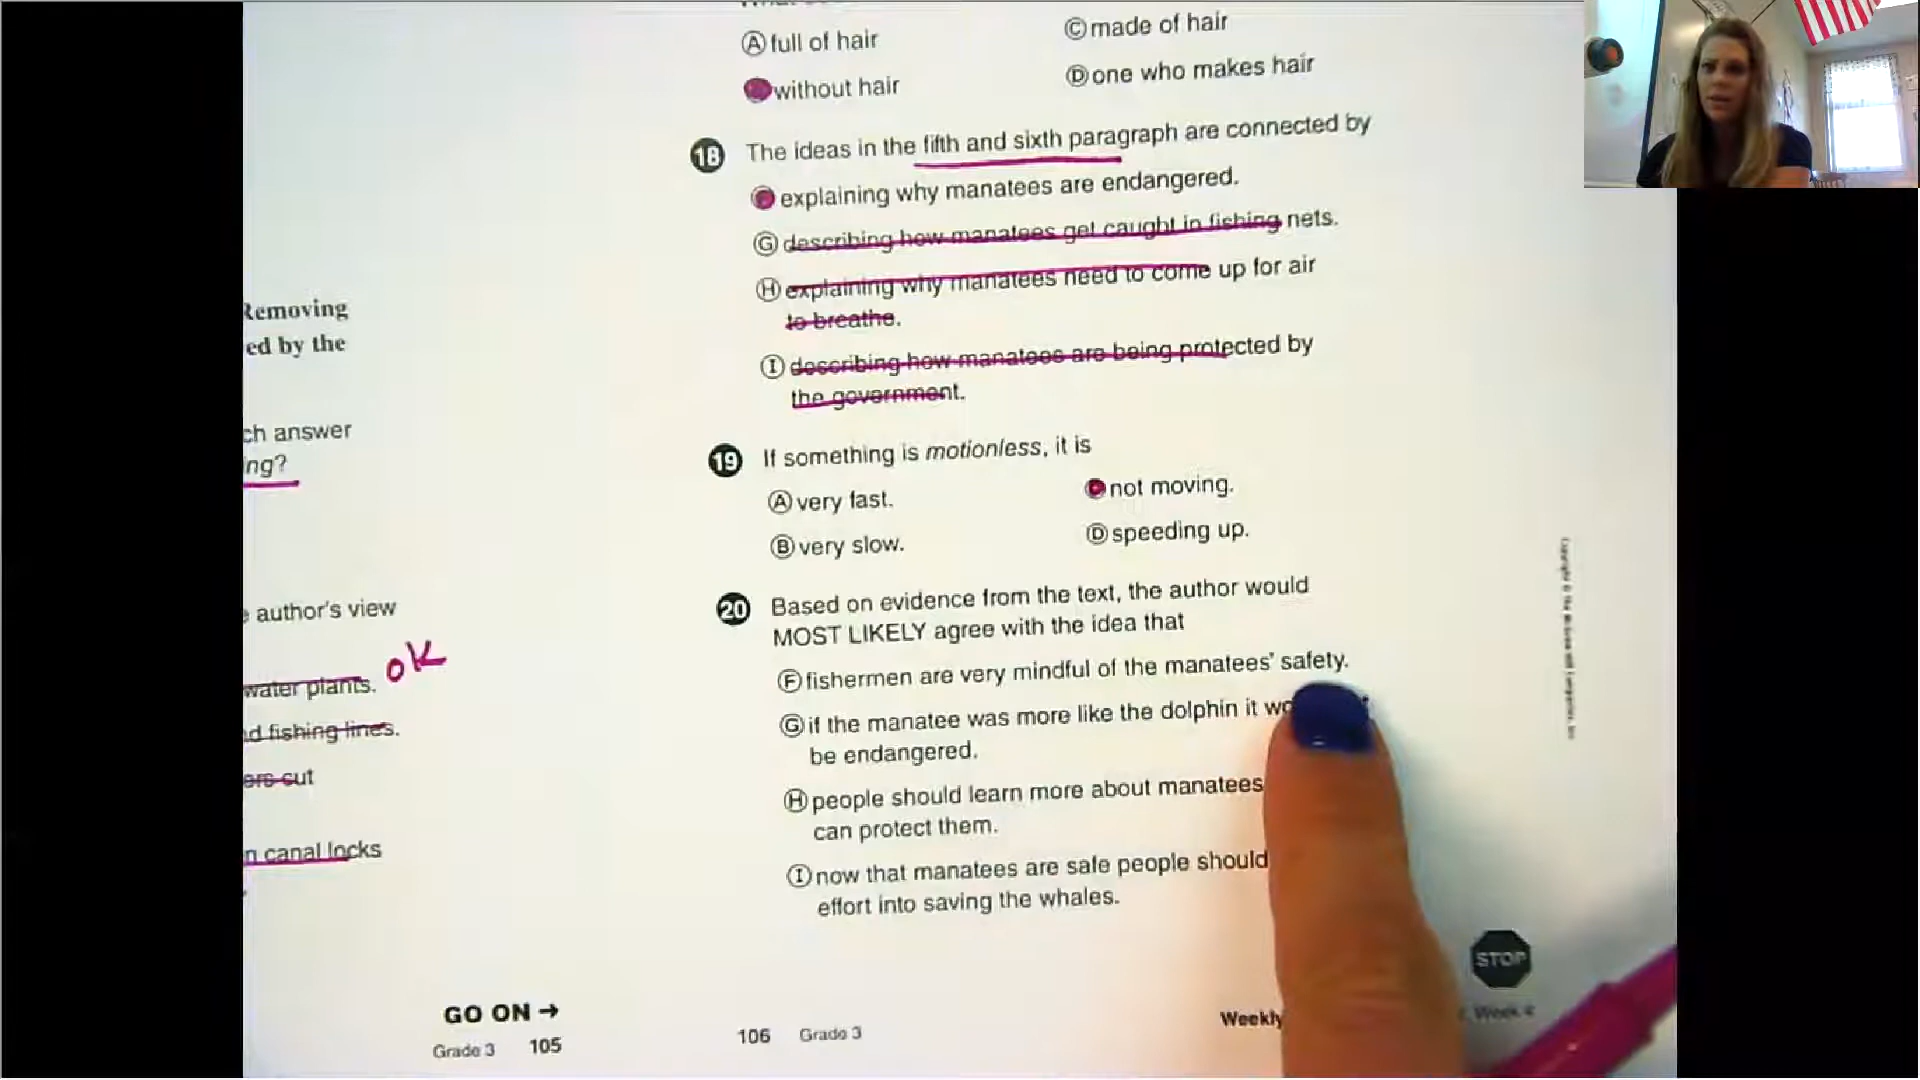 Removing
ed by the
ch answer
ing?
author's view
water plants. OK
d fishing lines.
ers cut
n canal locks
GO ON →
Grade 3 105
Ⓐ full of hair
without hair
Ⓒ made of hair
Ⓓ one who makes hair
18 The ideas in the fifth and sixth paragraph are connected by
explaining why manatees are endangered.
Ⓖ describing how manatees get caught in fishing nets.
Ⓗ explaining why manatees need to come up for air
to breathe.
Ⓘ describing how manatees are being protected by
the government.
19 If something is motionless, it is
Ⓐ very fast.
Ⓑ very slow.
not moving.
Ⓓ speeding up.
20 Based on evidence from the text, the author would
MOST LIKELY agree with the idea that
Ⓕ fishermen are very mindful of the manatees' safety.
Ⓖ if the manatee was more like the dolphin it
be endangered.
Ⓗ people should learn more about manatees
can protect them.
Ⓘ now that manatees are safe people should
effort into saving the whales.
STOP
106 Grade 3
Weekly
Week 4